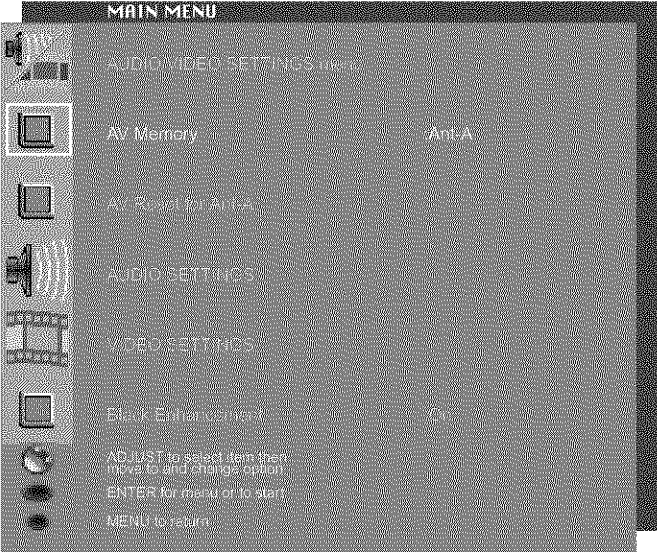 MAIN MENU
AUDIO VIDEO SETTINGS menu
AV Memory Ant-A
AV Reset for Ant-A
AUDIO SETTINGS
VIDEO SETTINGS
Black Enhancement On
ADJUST to select item then
move to and change option
ENTER for menu or to start
MENU to return